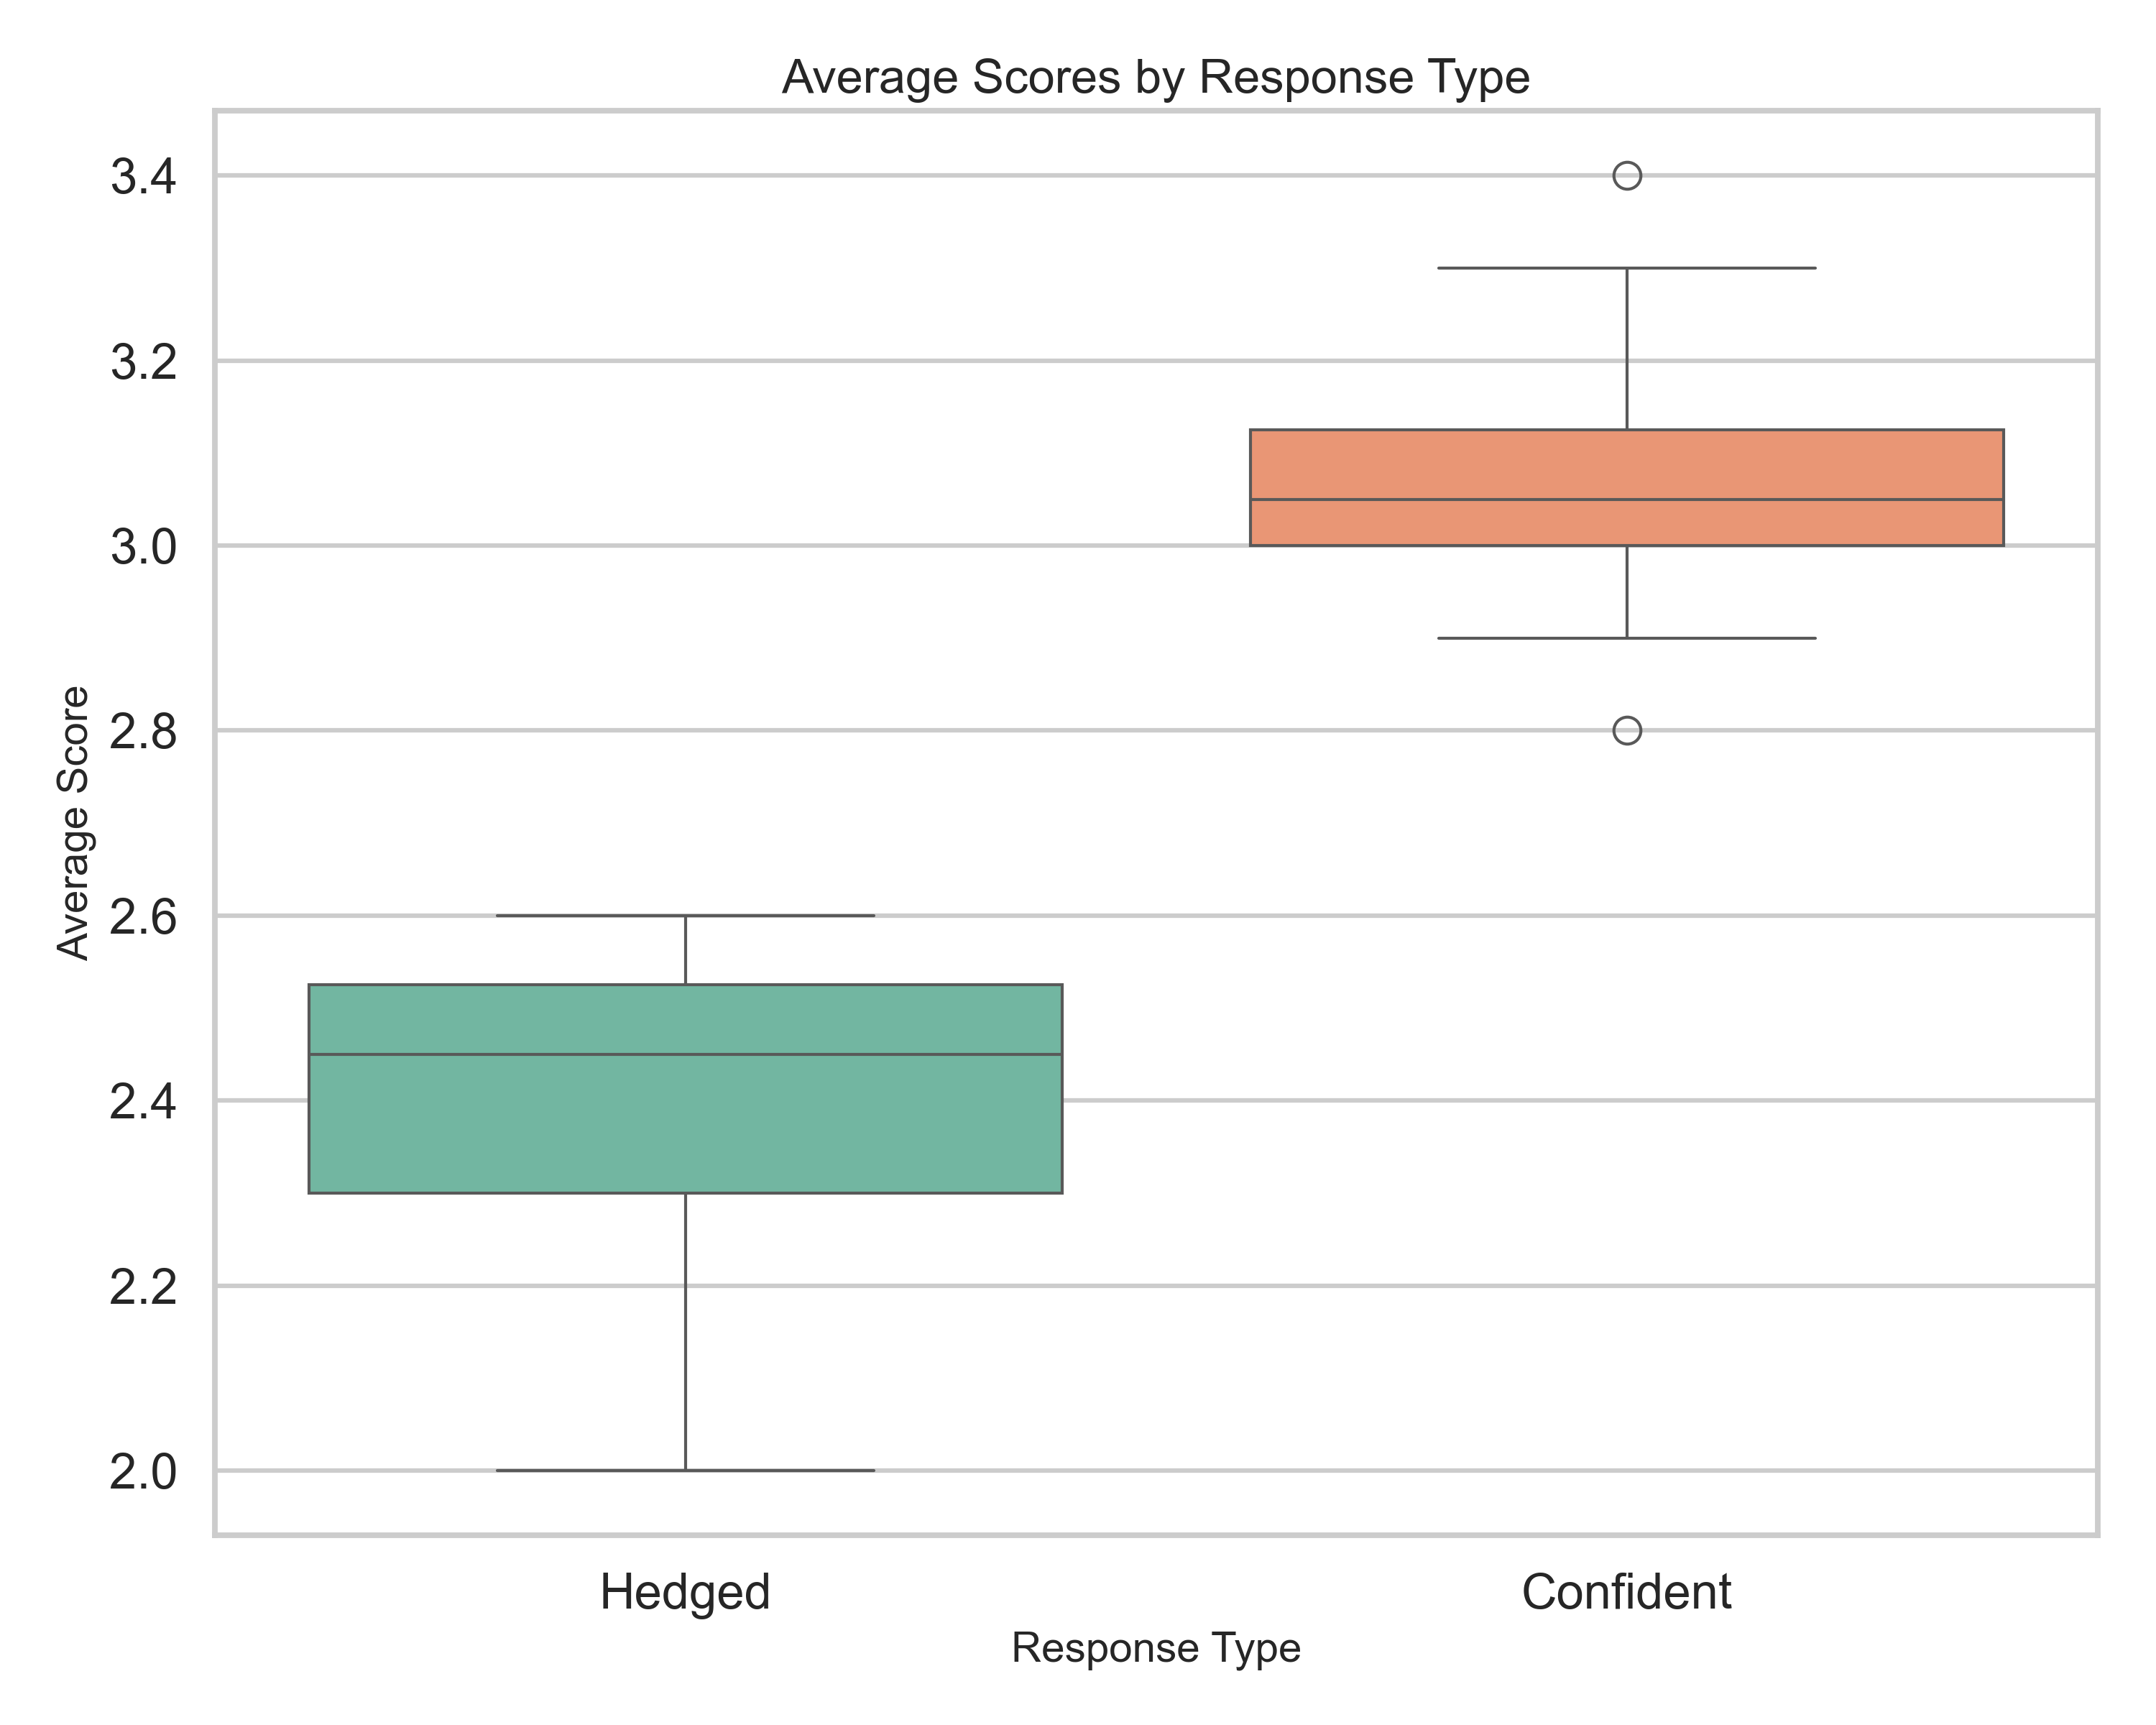 Average Scores by Response Type
3.4
3.2
3.0
2.8
2.6
2.4
2.2
2.0
Average Score
Hedged Confident
Response Type